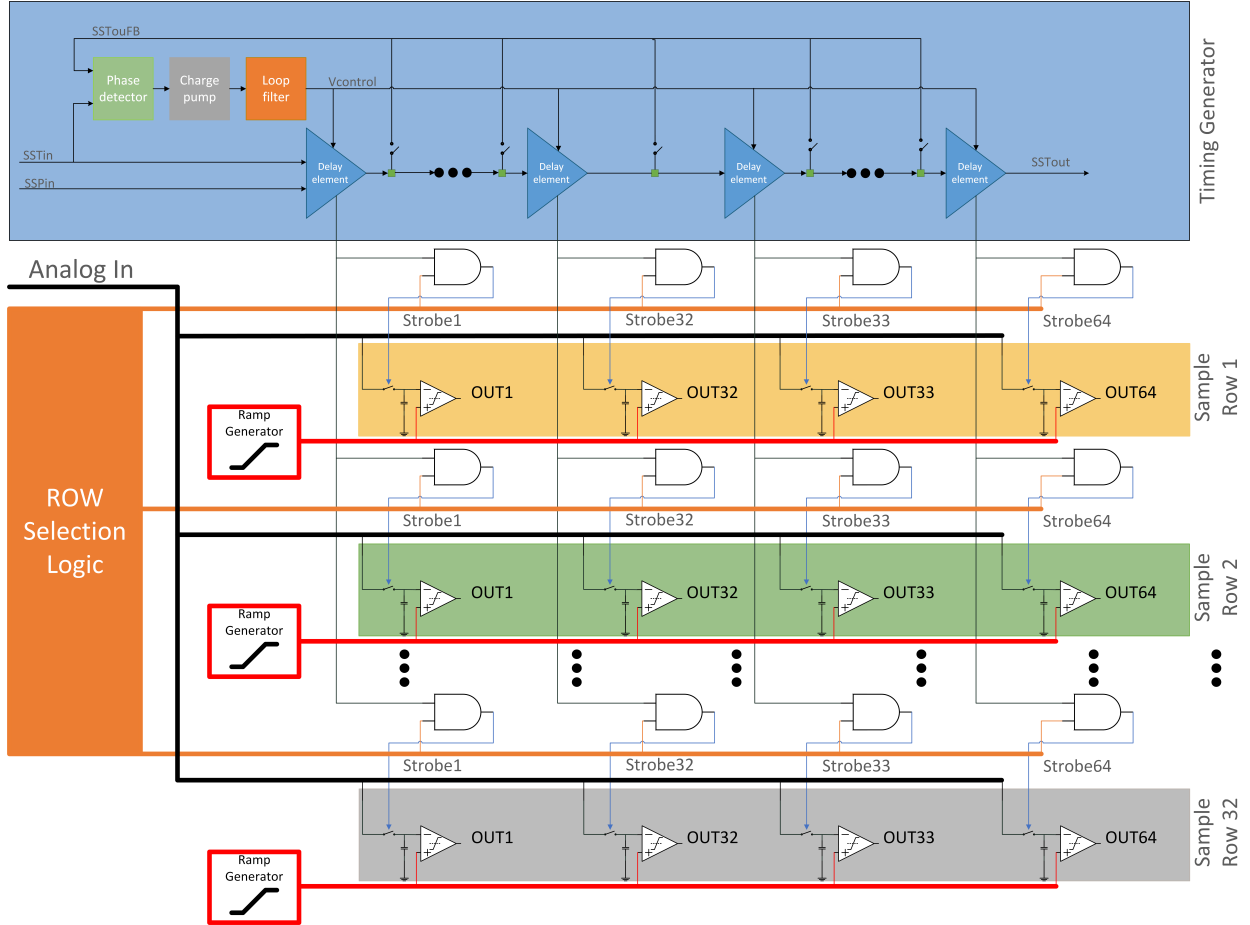 SSTouFB
Phase
detector
Charge
pump
Loop
filter
Vcontrol
SSTin
SSPin
Delay
element
Delay
element
Delay
element
Delay
element
SSTout
Timing Generator
Analog In
Strobe1
Strobe32
Strobe33
Strobe64
OUT1
OUT32
OUT33
OUT64
Sample
Row 1
Ramp
Generator
ROW
Selection
Logic
Strobe1
Strobe32
Strobe33
Strobe64
OUT1
OUT32
OUT33
OUT64
Sample
Row 2
Ramp
Generator
Strobe1
Strobe32
Strobe33
Strobe64
OUT1
OUT32
OUT33
OUT64
Sample
Row 32
Ramp
Generator